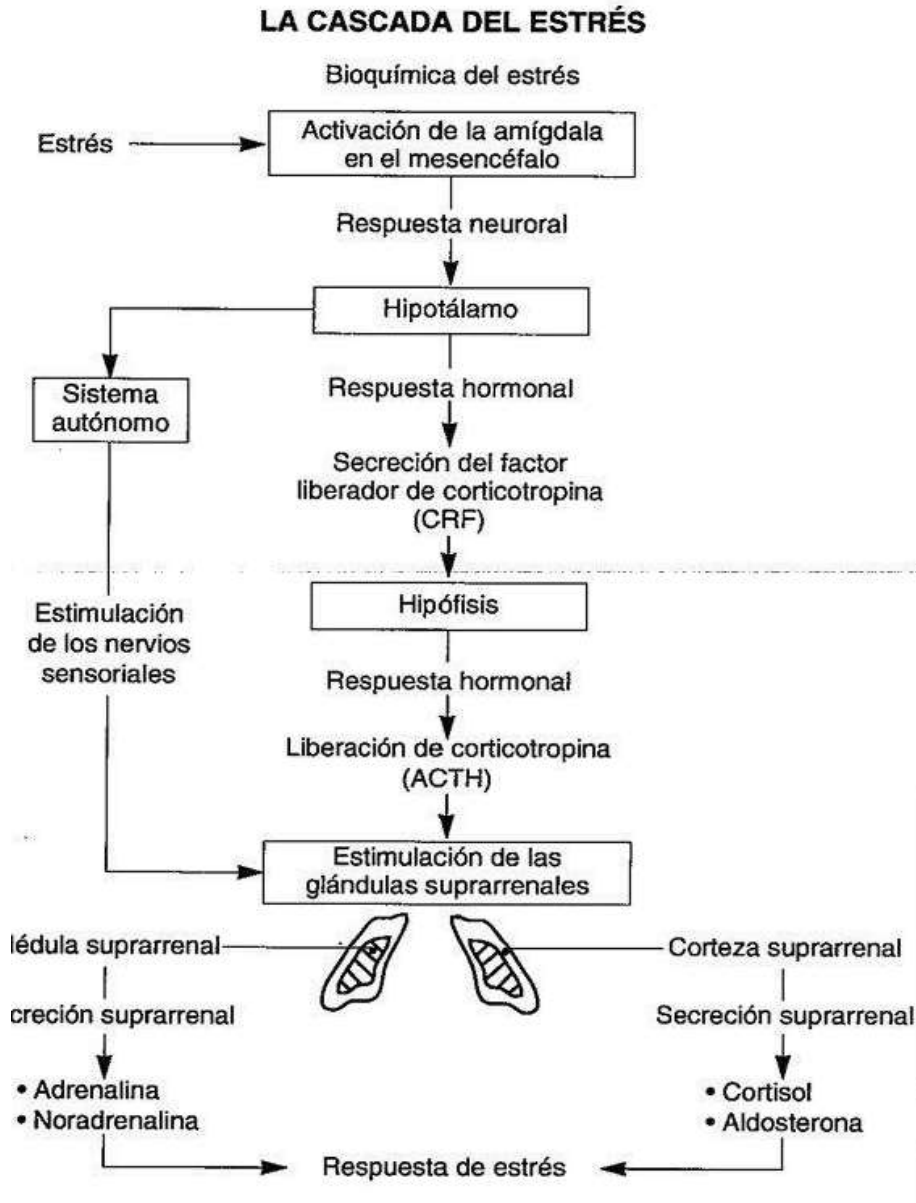 LA CASCADA DEL ESTRÉS
Bioquímica del estrés
Estrés
Activación de la amígdala
en el mesencéfalo
Respuesta neuroral
Hipotálamo
Sistema
autónomo
Respuesta hormonal
Secreción del factor
liberador de corticotropina
(CRF)
Hipófisis
Estimulación
de los nervios
sensoriales
Respuesta hormonal
Liberación de corticotropina
(ACTH)
Estimulación de las
glándulas suprarrenales
lédula suprarrenal
Corteza suprarrenal
creción suprarrenal
Secreción suprarrenal
• Adrenalina
• Noradrenalina
• Cortisol
• Aldosterona
Respuesta de estrés